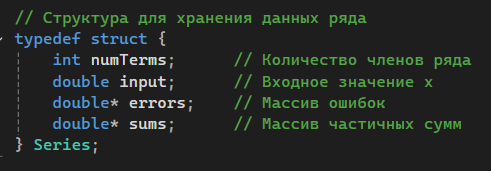 // Структура для хранения данных ряда
typedef struct {
    int numTerms;      // Количество членов ряда
    double input;      // Входное значение x
    double* errors;    // Массив ошибок
    double* sums;      // Массив частичных сумм
} Series;